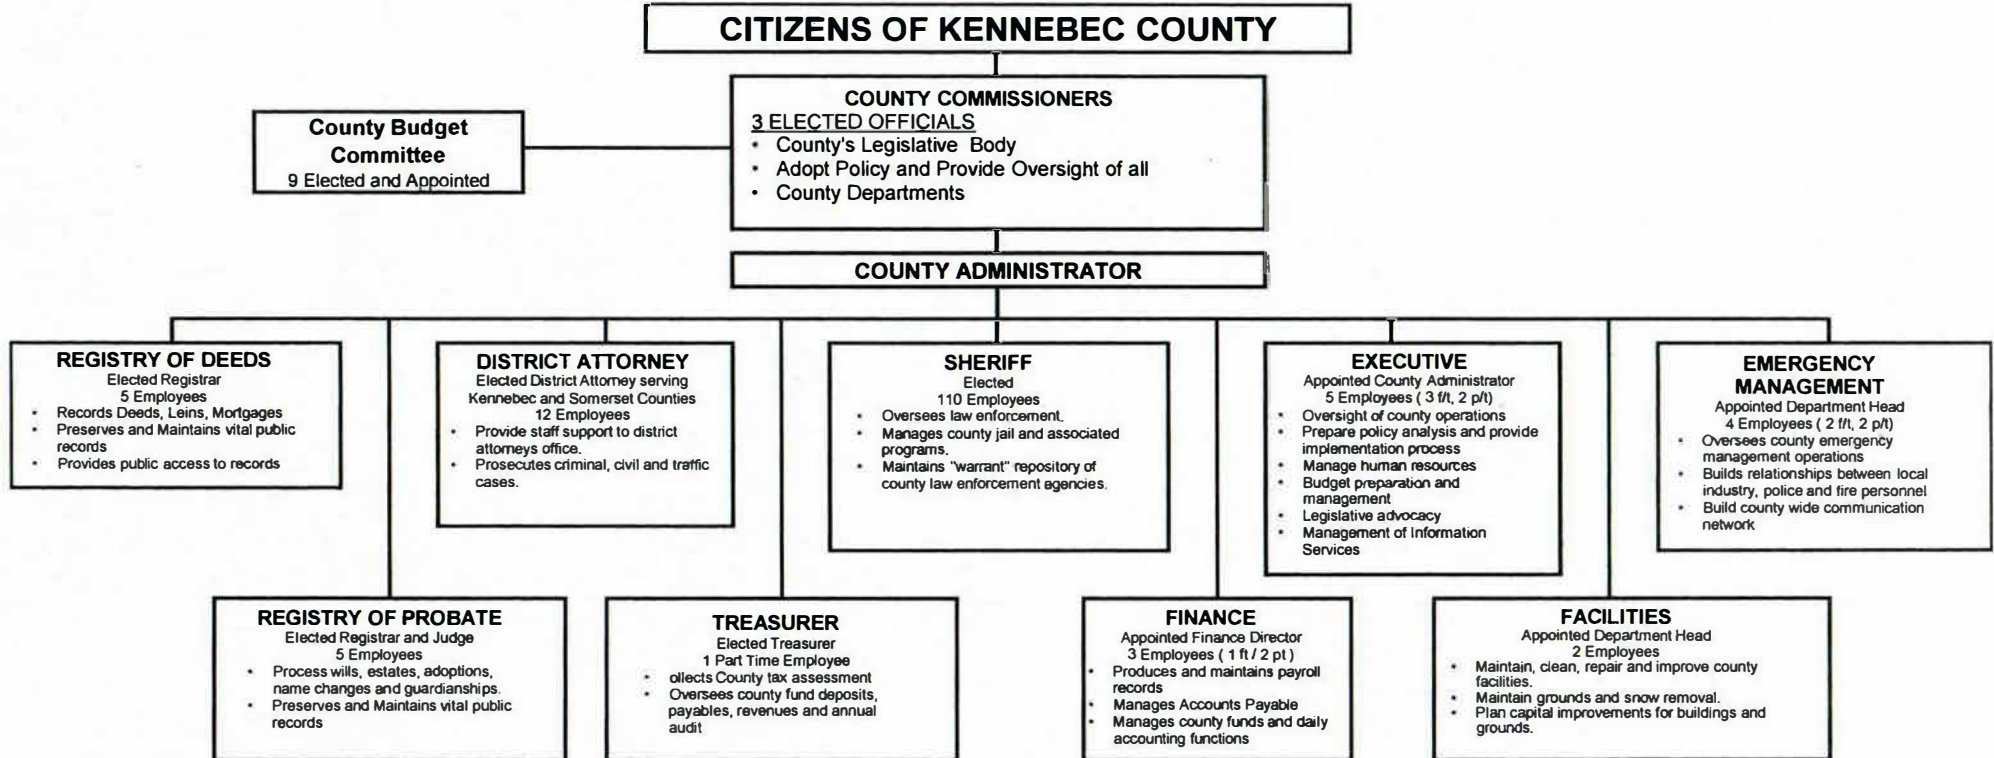 CITIZENS OF KENNEBEC COUNTY
COUNTY COMMISSIONERS
3 ELECTED OFFICIALS
• County's Legislative Body
• Adopt Policy and Provide Oversight of all
• County Departments
County Budget
Committee
9 Elected and Appointed
COUNTY ADMINISTRATOR
REGISTRY OF DEEDS
Elected Registrar
5 Employees
• Records Deeds, Leins, Mortgages
• Preserves and Maintains vital public
records
• Provides public access to records
DISTRICT ATTORNEY
Elected District Attorney serving
Kennebec and Somerset Counties
12 Employees
• Provide staff support to district
attorneys office.
• Prosecutes criminal, civil and traffic
cases.
SHERIFF
Elected
110 Employees
• Oversees law enforcement.
• Manages county jail and associated
programs.
• Maintains "warrant" repository of
county law enforcement agencies.
EXECUTIVE
Appointed County Administrator
5 Employees ( 3 f/t, 2 p/t)
• Oversight of county operations
• Prepare policy analysis and provide
implementation process
• Manage human resources
• Budget preparation and
management
• Legislative advocacy
• Management of Information
Services
EMERGENCY
MANAGEMENT
Appointed Department Head
4 Employees ( 2 f/t, 2 p/t)
• Oversees county emergency
management operations
• Builds relationships between local
industry, police and fire personnel
• Build county wide communication
network
REGISTRY OF PROBATE
Elected Registrar and Judge
5 Employees
• Process wills, estates, adoptions,
name changes and guardianships.
• Preserves and Maintains vital public
records
TREASURER
Elected Treasurer
1 Part Time Employee
• ollects County tax assessment
• Oversees county fund deposits,
payables, revenues and annual
audit
FINANCE
Appointed Finance Director
3 Employees ( 1 ft / 2 pt )
• Produces and maintains payroll
records
• Manages Accounts Payable
• Manages county funds and daily
accounting functions
FACILITIES
Appointed Department Head
2 Employees
• Maintain, clean, repair and improve county
facilities.
• Maintain grounds and snow removal.
• Plan capital improvements for buildings and
grounds.